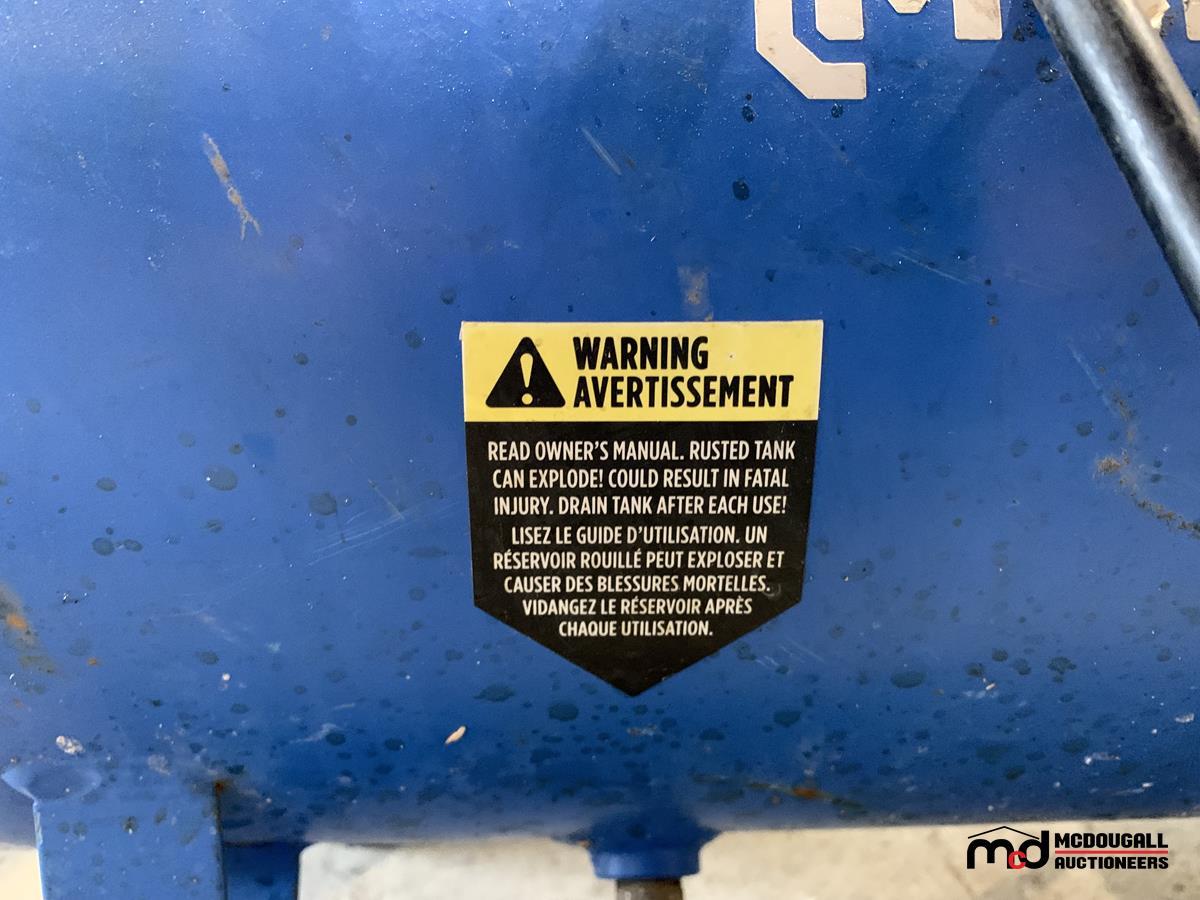 WARNING
AVERTISSEMENT
READ OWNER'S MANUAL. RUSTED TANK
CAN EXPLODE! COULD RESULT IN FATAL
INJURY. DRAIN TANK AFTER EACH USE!
LISEZ LE GUIDE D'UTILISATION. UN
RÉSERVOIR ROUILLÉ PEUT EXPLOSER ET
CAUSER DES BLESSURES MORTELLES.
VIDANGEZ LE RÉSERVOIR APRÈS
CHAQUE UTILISATION.
mcd MCDOUGALL
AUCTIONEERS